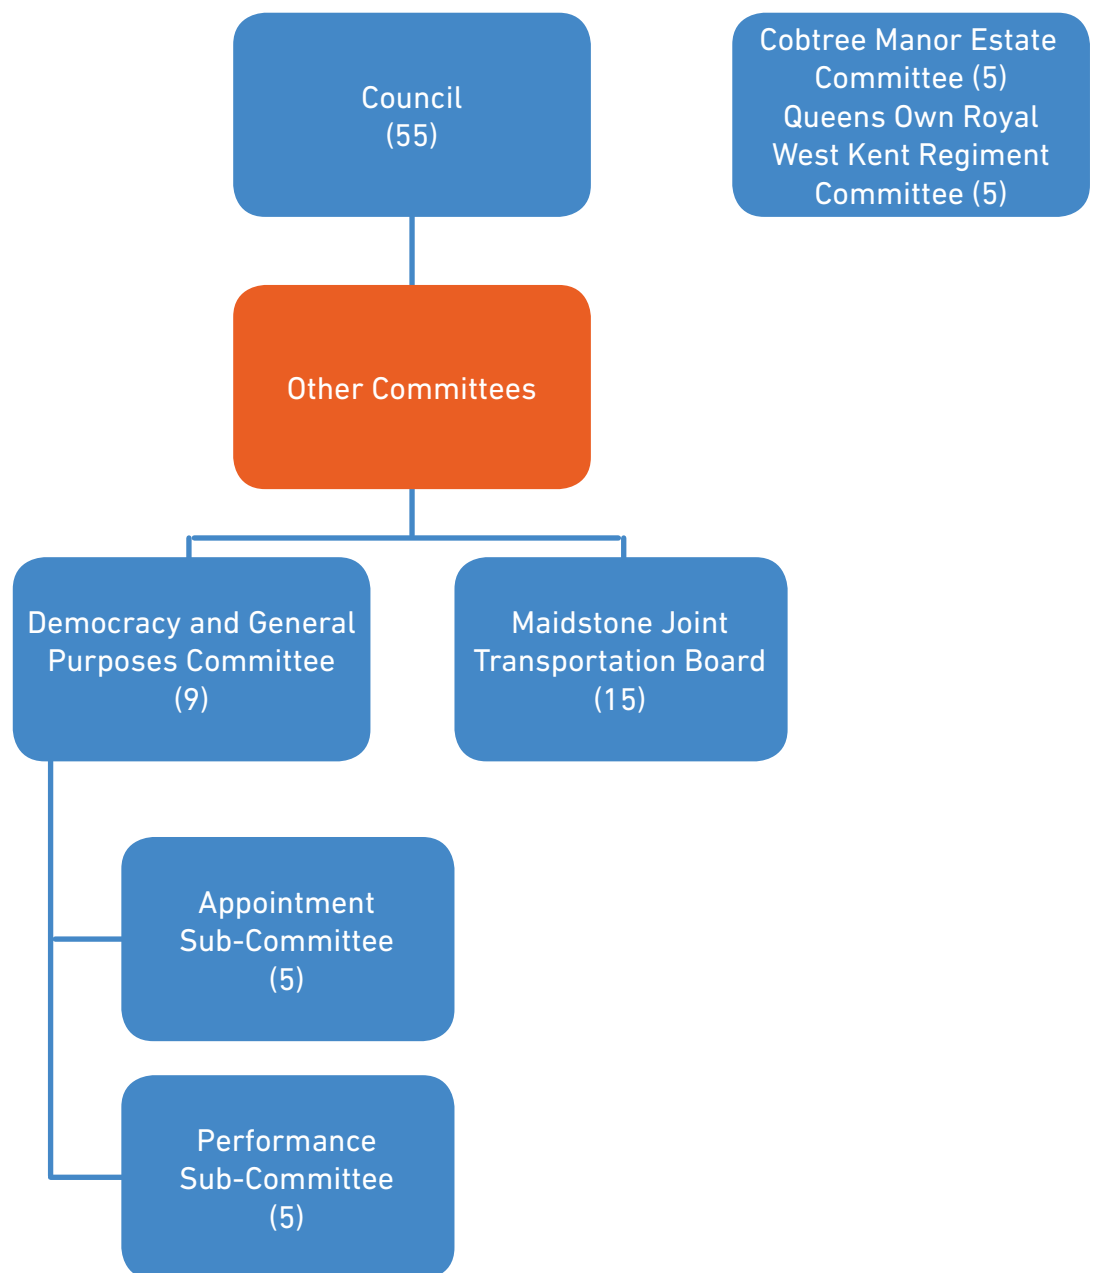 Council
(55)
Cobtree Manor Estate
Committee (5)
Queens Own Royal
West Kent Regiment
Committee (5)
Other Committees
Democracy and General
Purposes Committee
(9)
Maidstone Joint
Transportation Board
(15)
Appointment
Sub-Committee
(5)
Performance
Sub-Committee
(5)